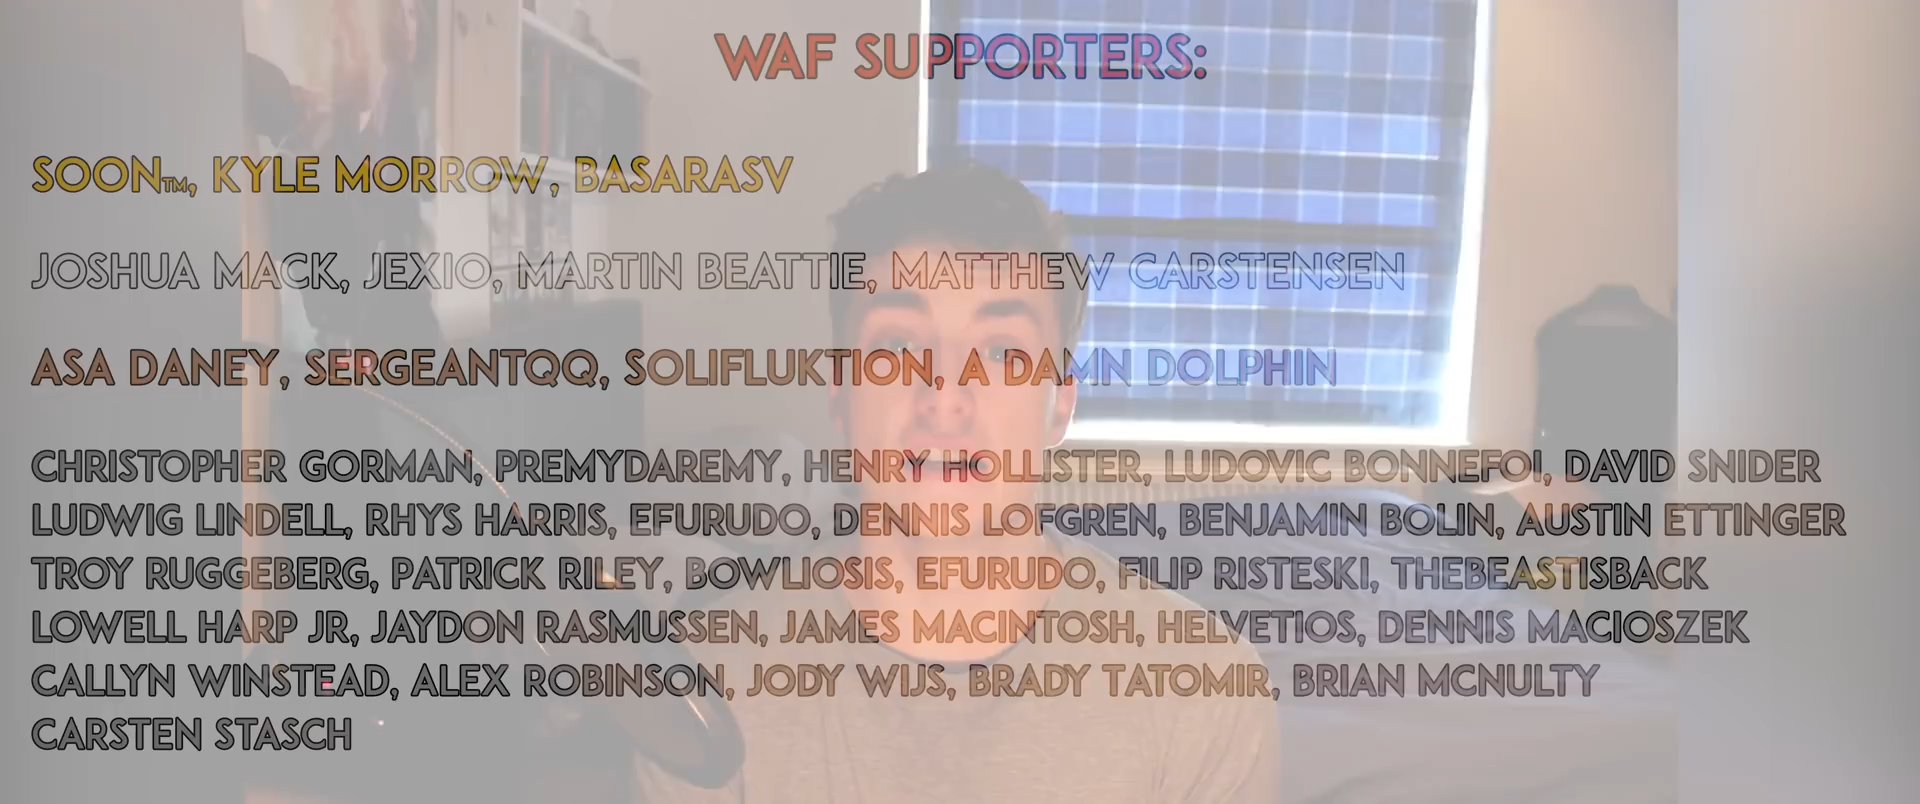 WAF SUPPORTERS:
SOON™, KYLE MORROW, BASARASV
JOSHUA MACK, JEXIO, MARTIN BEATTIE, MATTHEW CARSTENSEN
ASA DANEY, SERGEANTQQ, SOLIFLUKTION, A DAMN DOLPHIN
CHRISTOPHER GORMAN, PREMYDAREMY, HENRY HOLLISTER, LUDOVIC BONNEFOI, DAVID SNIDER
LUDWIG LINDELL, RHYS HARRIS, EFURUDO, DENNIS LOFGREN, BENJAMIN BOLIN, AUSTIN ETTINGER
TROY RUGGEBERG, PATRICK RILEY, BOWLIOSIS, EFURUDO, FILIP RISTESKI, THEBEASTISBACK
LOWELL HARP JR, JAYDON RASMUSSEN, JAMES MACINTOSH, HELVETIOS, DENNIS MACIOSZEK
CALLYN WINSTEAD, ALEX ROBINSON, JODY WIJS, BRADY TATOMIR, BRIAN MCNULTY
CARSTEN STASCH